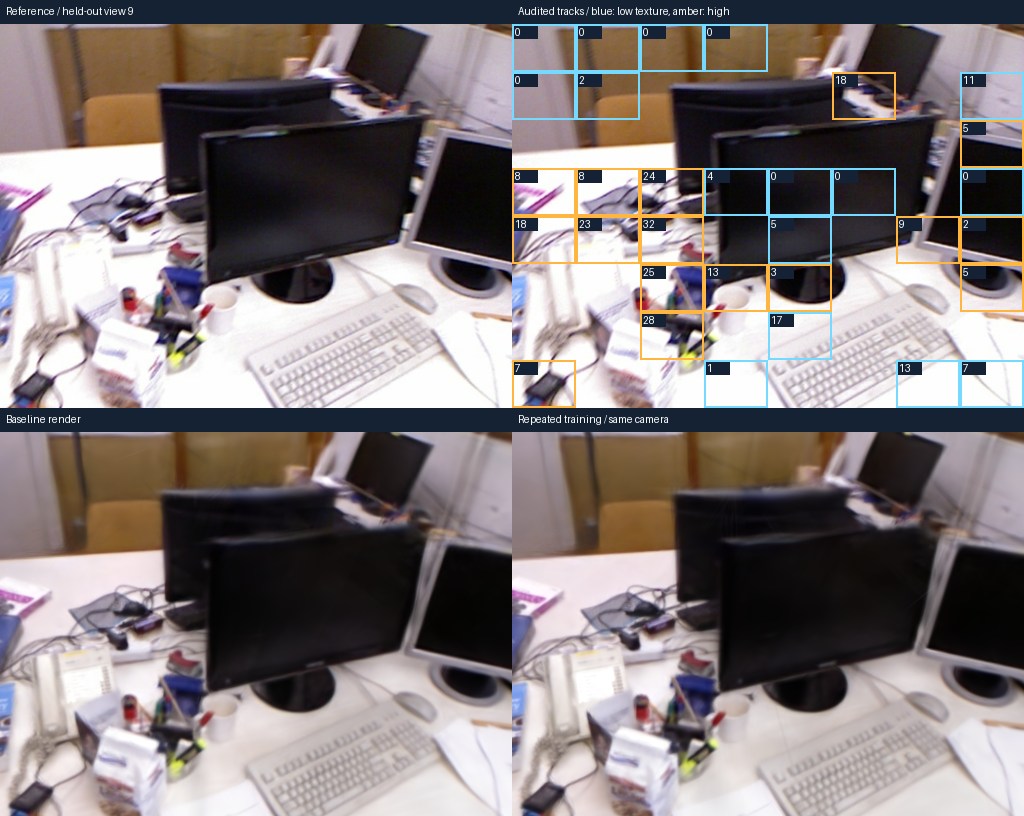 Reference / held-out view 9
Audited tracks / blue: low texture, amber: high
0 0 0 0
0 2 18 11
5
8 8 24 4 0 0 0
18 23 32 5 9 2
25 13 3 5
28 17
7 1 13 7
Baseline render
Repeated training / same camera